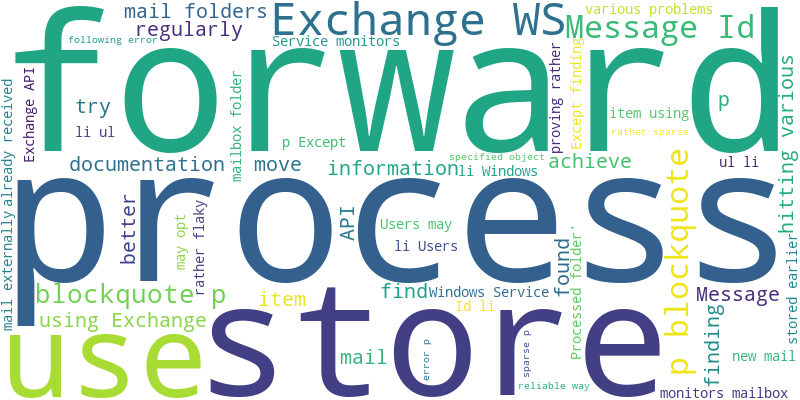 mail folders
Exchange WS
various problems
regularly
Message Id
following error
Service monitors
forward
Exchange API
mailbox folder
proving rather
Except finding
hitting various
try
item using
p
li ul
p Except
rather sparse
documentation
move
information
specified object
achieve
ul li
li Windows
mail externally already received
process
better
may opt
rather flaky
API
Users may
li Users
found
Processed folder'
p blockquote
stored earlier
blockquote p
item
find
Windows Service
Id li
Message
using Exchange
use
store
mail
error p
sparse p
reliable way
finding
new mail
monitors mailbox